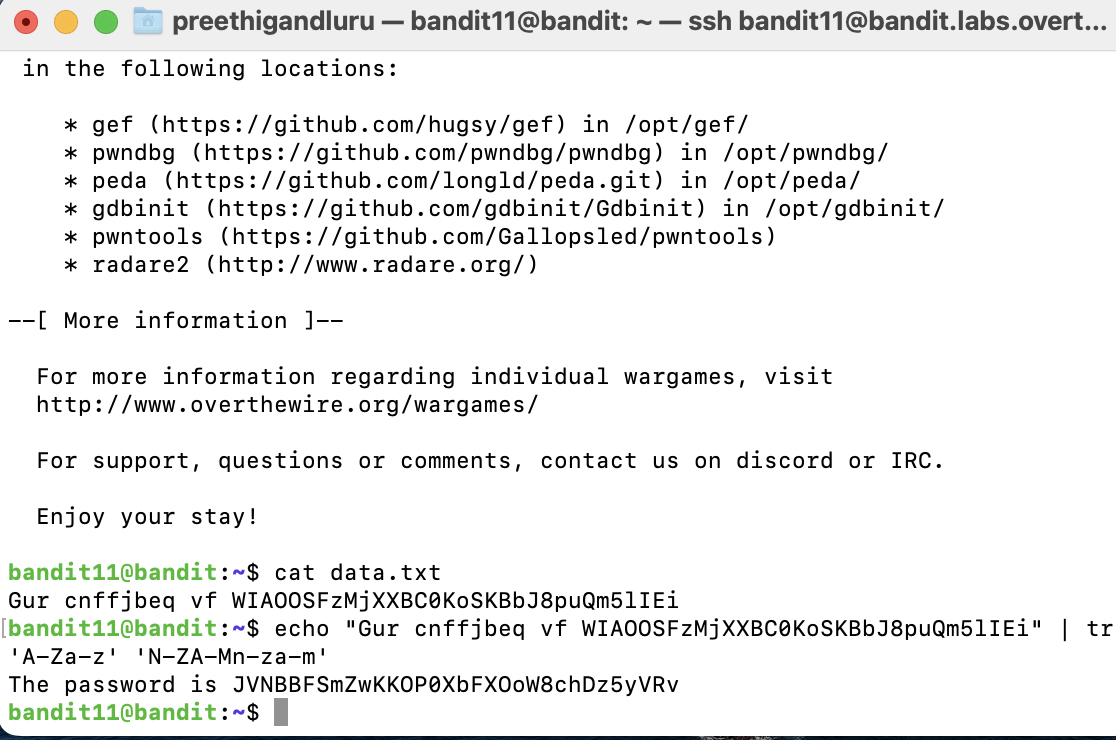 preethigandluru — bandit11@bandit: ~ — ssh bandit11@bandit.labs.overt...
in the following locations:
* gef (https://github.com/hugsy/gef) in /opt/gef/
* pwndbg (https://github.com/pwndbg/pwndbg) in /opt/pwndbg/
* peda (https://github.com/longld/peda.git) in /opt/peda/
* gdbinit (https://github.com/gdbinit/Gdbinit) in /opt/gdbinit/
* pwntools (https://github.com/Gallopsled/pwntools)
* radare2 (http://www.radare.org/)
--[ More information ]--
For more information regarding individual wargames, visit
http://www.overthewire.org/wargames/
For support, questions or comments, contact us on discord or IRC.
Enjoy your stay!
bandit11@bandit:~$ cat data.txt
Gur cnffjbeq vf WIAOOSFzMjXXBC0KoSKBbJ8puQm5lIEi
[bandit11@bandit:~$ echo "Gur cnffjbeq vf WIAOOSFzMjXXBC0KoSKBbJ8puQm5lIEi" | tr
'A-Za-z' 'N-ZA-Mn-za-m'
The password is JVNBBFSmZwKKOP0XbFXOoW8chDz5yVRv
bandit11@bandit:~$